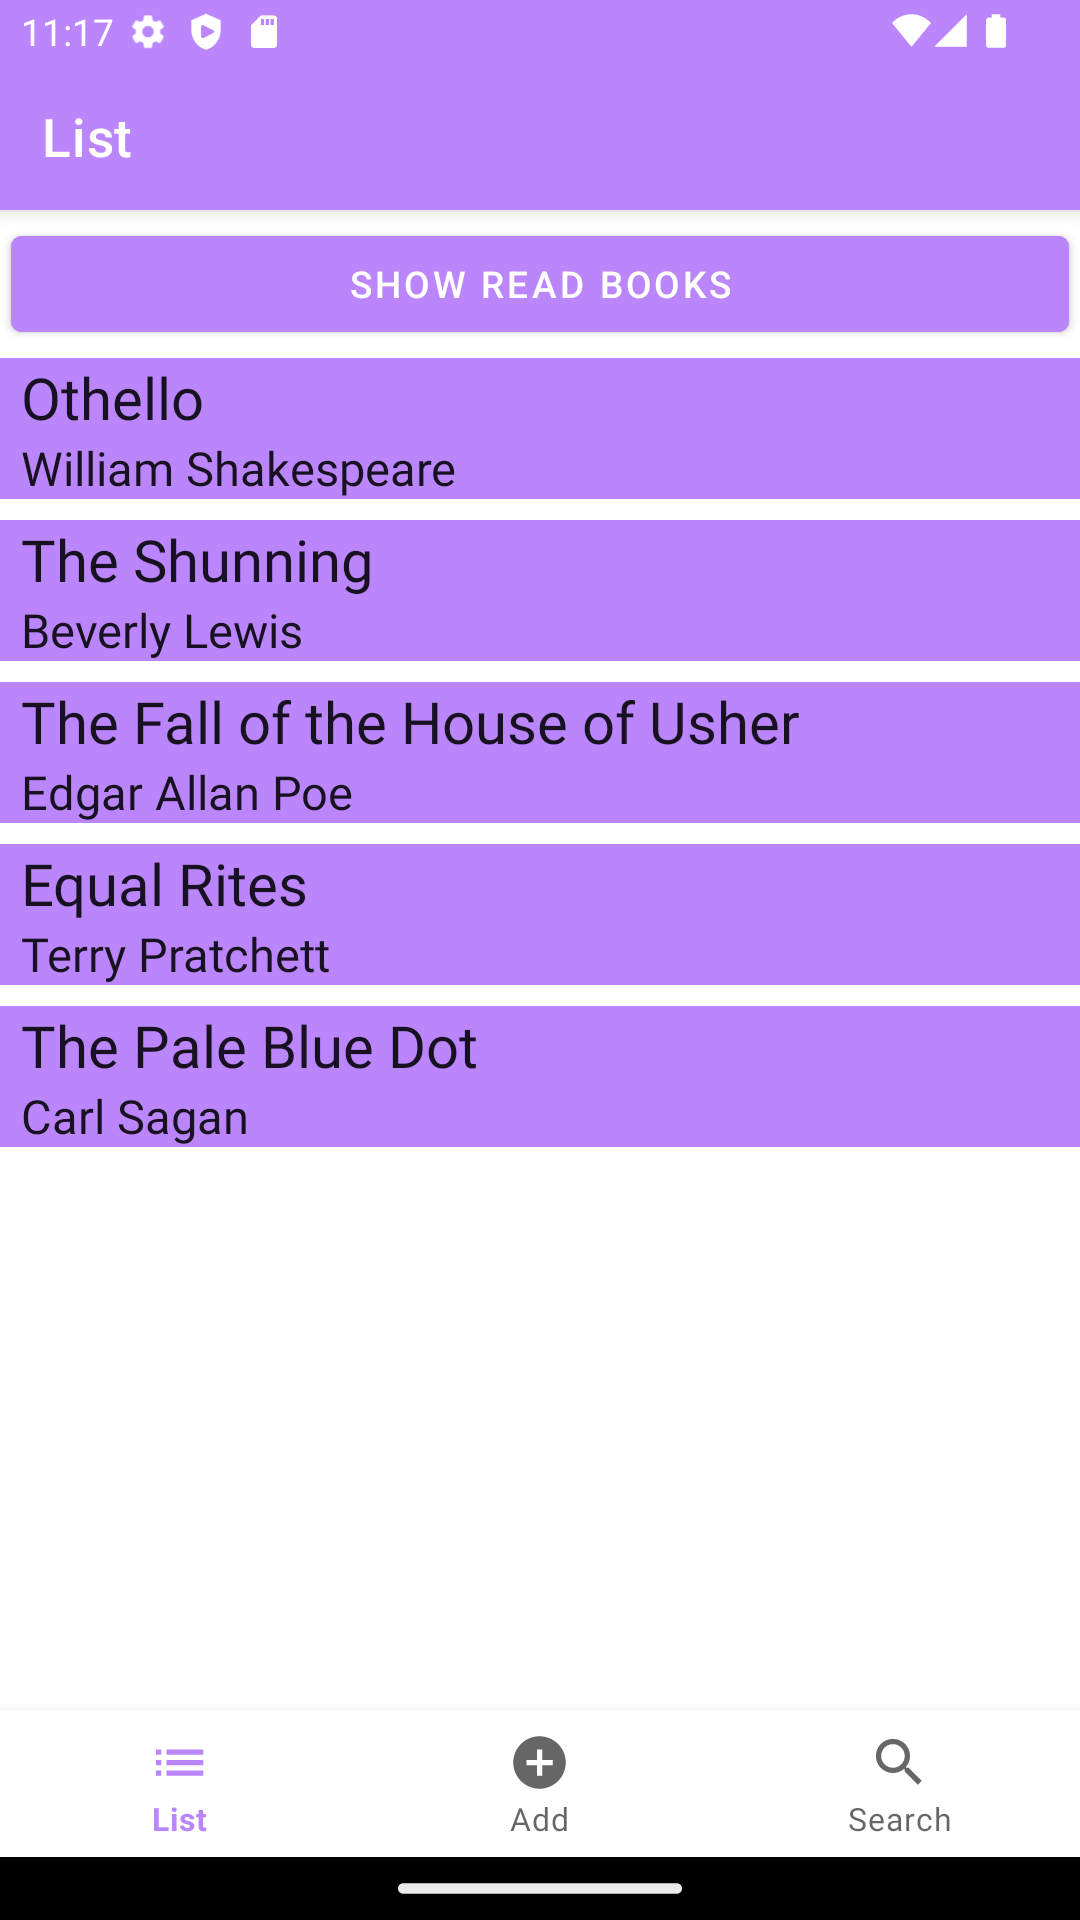 11:17
List
SHOW READ BOOKS
Othello
William Shakespeare
The Shunning
Beverly Lewis
The Fall of the House of Usher
Edgar Allan Poe
Equal Rites
Terry Pratchett
The Pale Blue Dot
Carl Sagan
List
Add
Search